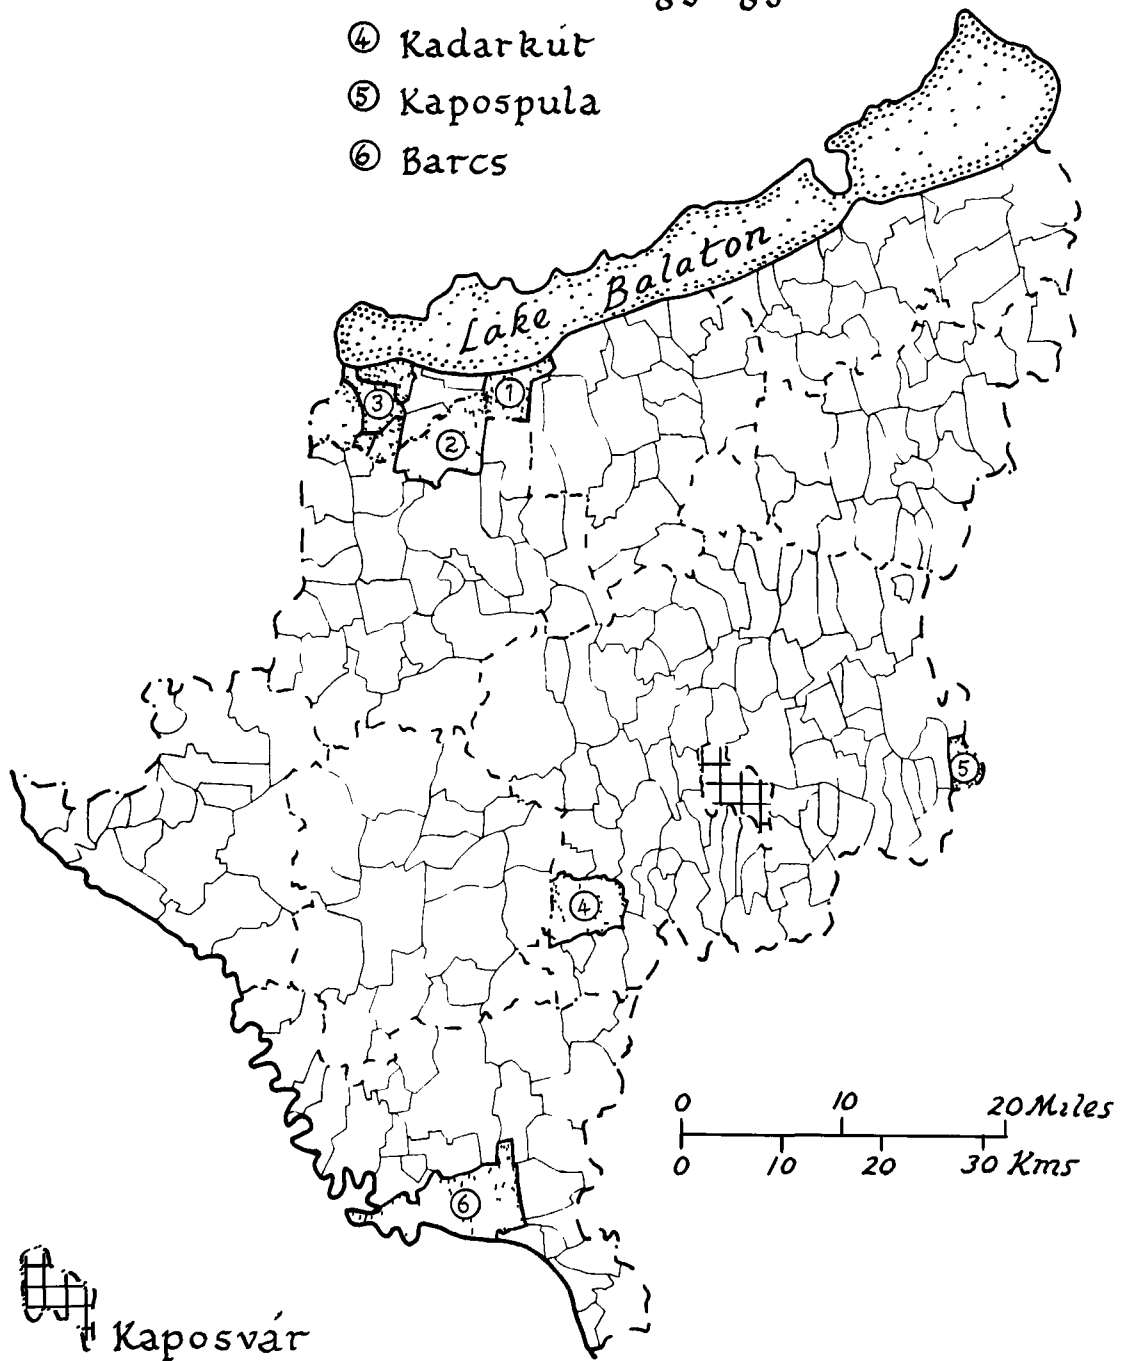 ④ Kadarkút
⑤ Kapospula
⑥ Barcs
Lake Balaton
③
①
②
⑤
④
0 10 20 Miles
0 10 20 30 Kms
⑥
Kaposvár